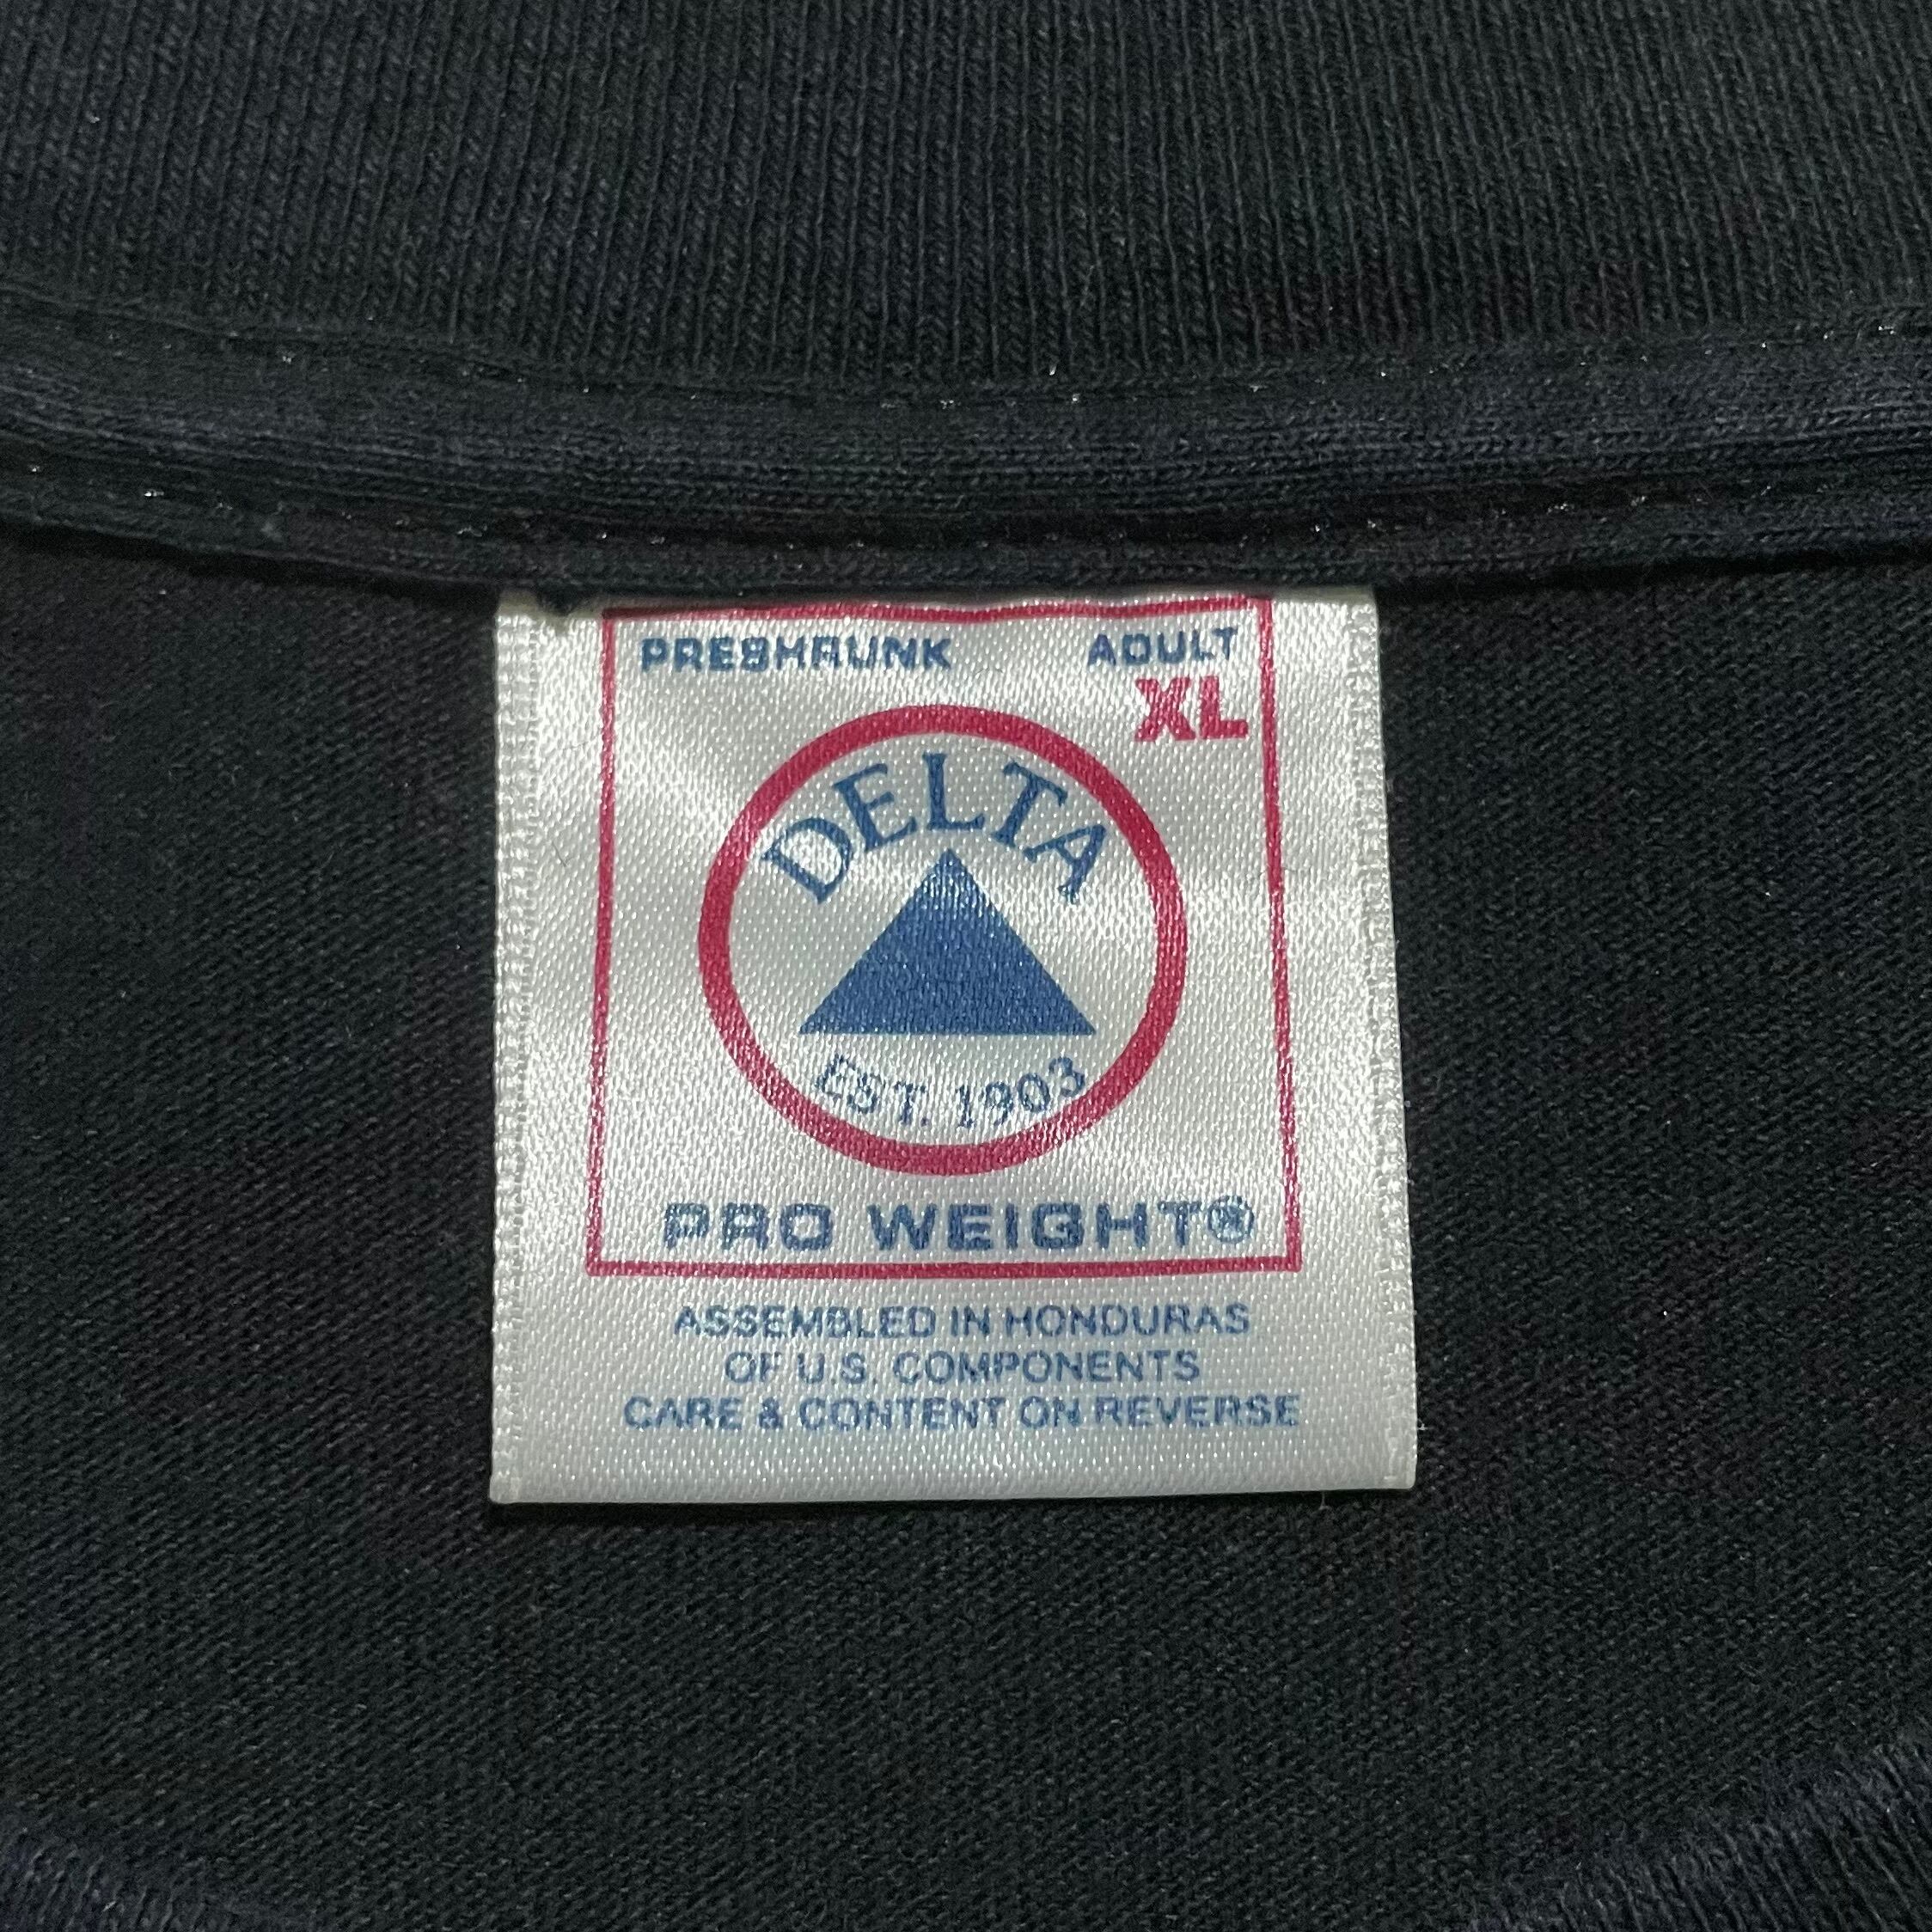 PRESHRUNK ADULT
XL
DELTA
EST. 1903
PRO WEIGHT®
ASSEMBLED IN HONDURAS
OF U.S. COMPONENTS
CARE & CONTENT ON REVERSE